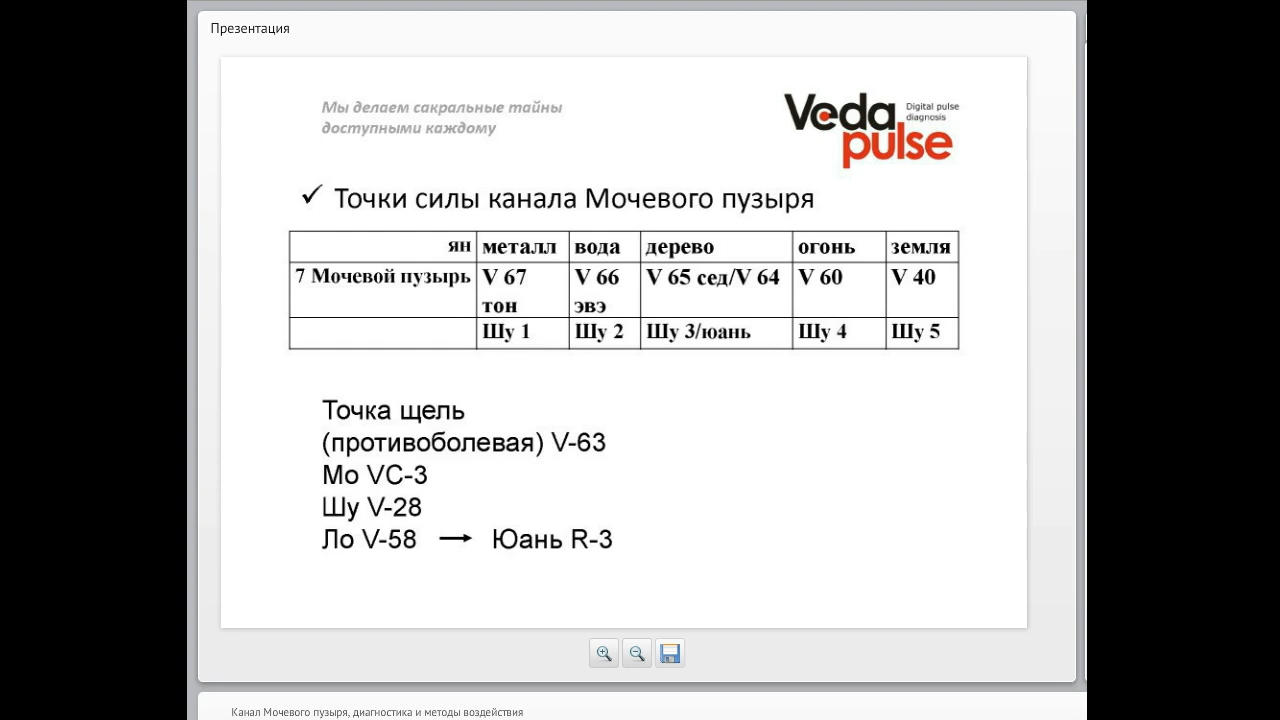 Презентация
Мы делаем сакральные тайны
доступными каждому
Veda Digital pulse
diagnosis
pulse
✓ Точки силы канала Мочевого пузыря
ян металл вода дерево огонь земля
7 Мочевой пузырь V 67 V 66 V 65 сед/V 64 V 60 V 40
тон эвэ
Шу 1 Шу 2 Шу 3/юань Шу 4 Шу 5
Точка щель
(противоболевая) V-63
Мо VC-3
Шу V-28
Ло V-58 → Юань R-3
Канал Мочевого пузыря, диагностика и методы воздействия